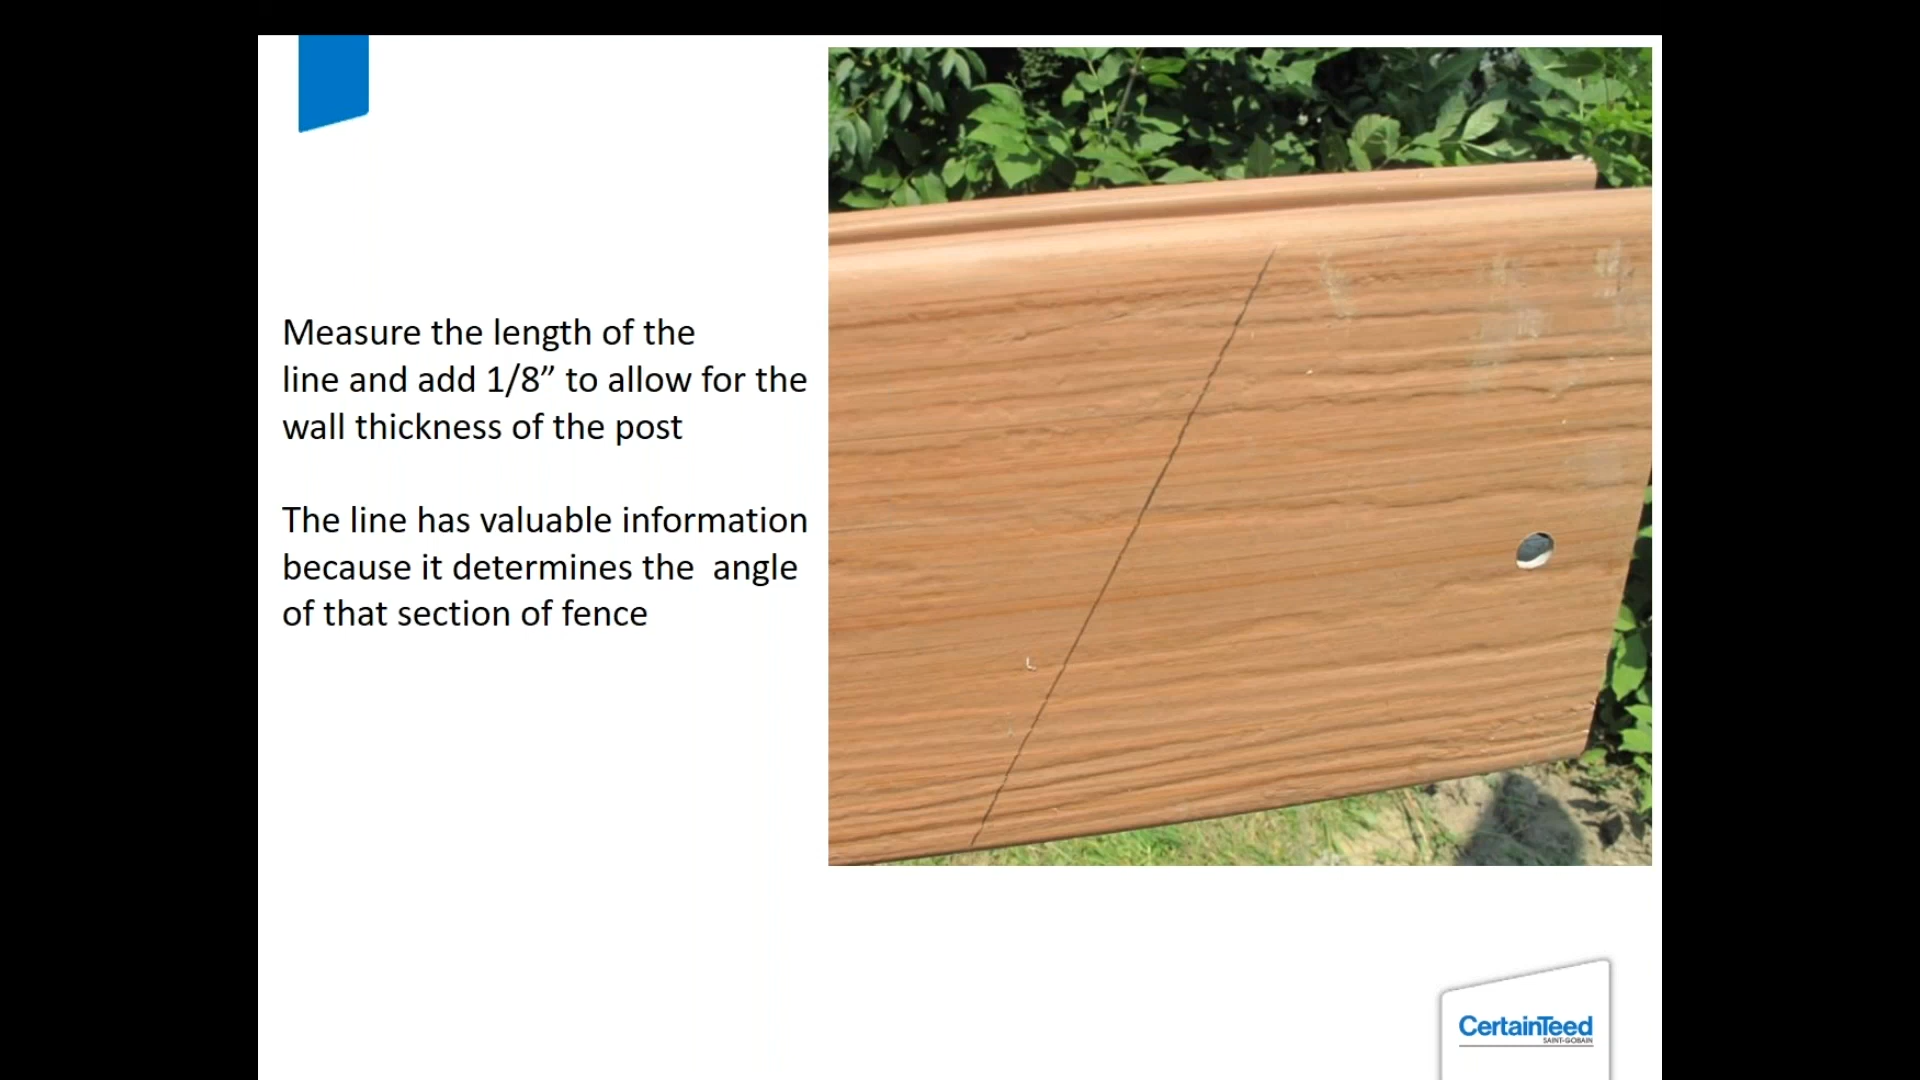 Measure the length of the
line and add 1/8” to allow for the
wall thickness of the post
The line has valuable information
because it determines the  angle
of that section of fence
CertainTeed
SAINT-GOBAIN